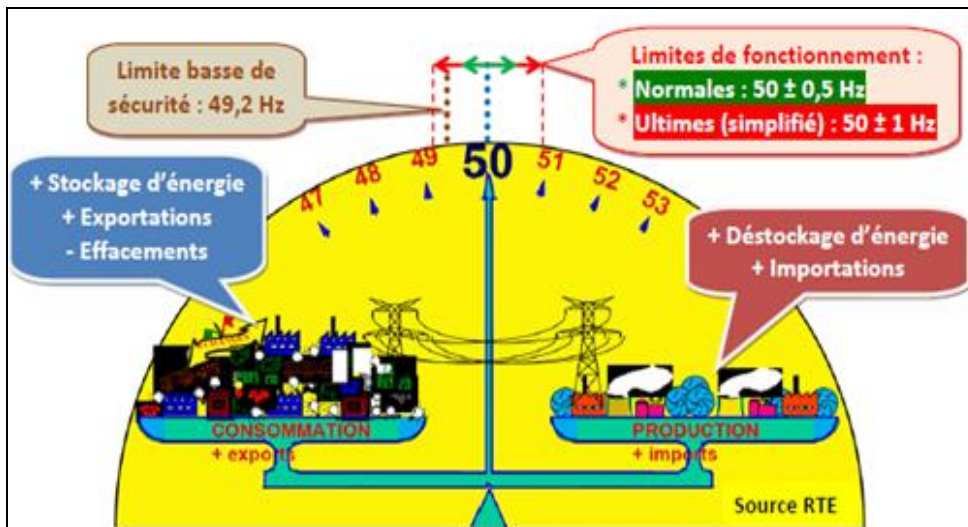 Limite basse de
sécurité : 49,2 Hz
Limites de fonctionnement :
* Normales : 50 ± 0,5 Hz
* Ultimes (simplifié) : 50 ± 1 Hz
47 48 49 50 51 52 53
+ Stockage d’énergie
+ Exportations
- Effacements
+ Déstockage d’énergie
+ Importations
CONSOMMATION
+ exports
PRODUCTION
+ imports
Source RTE